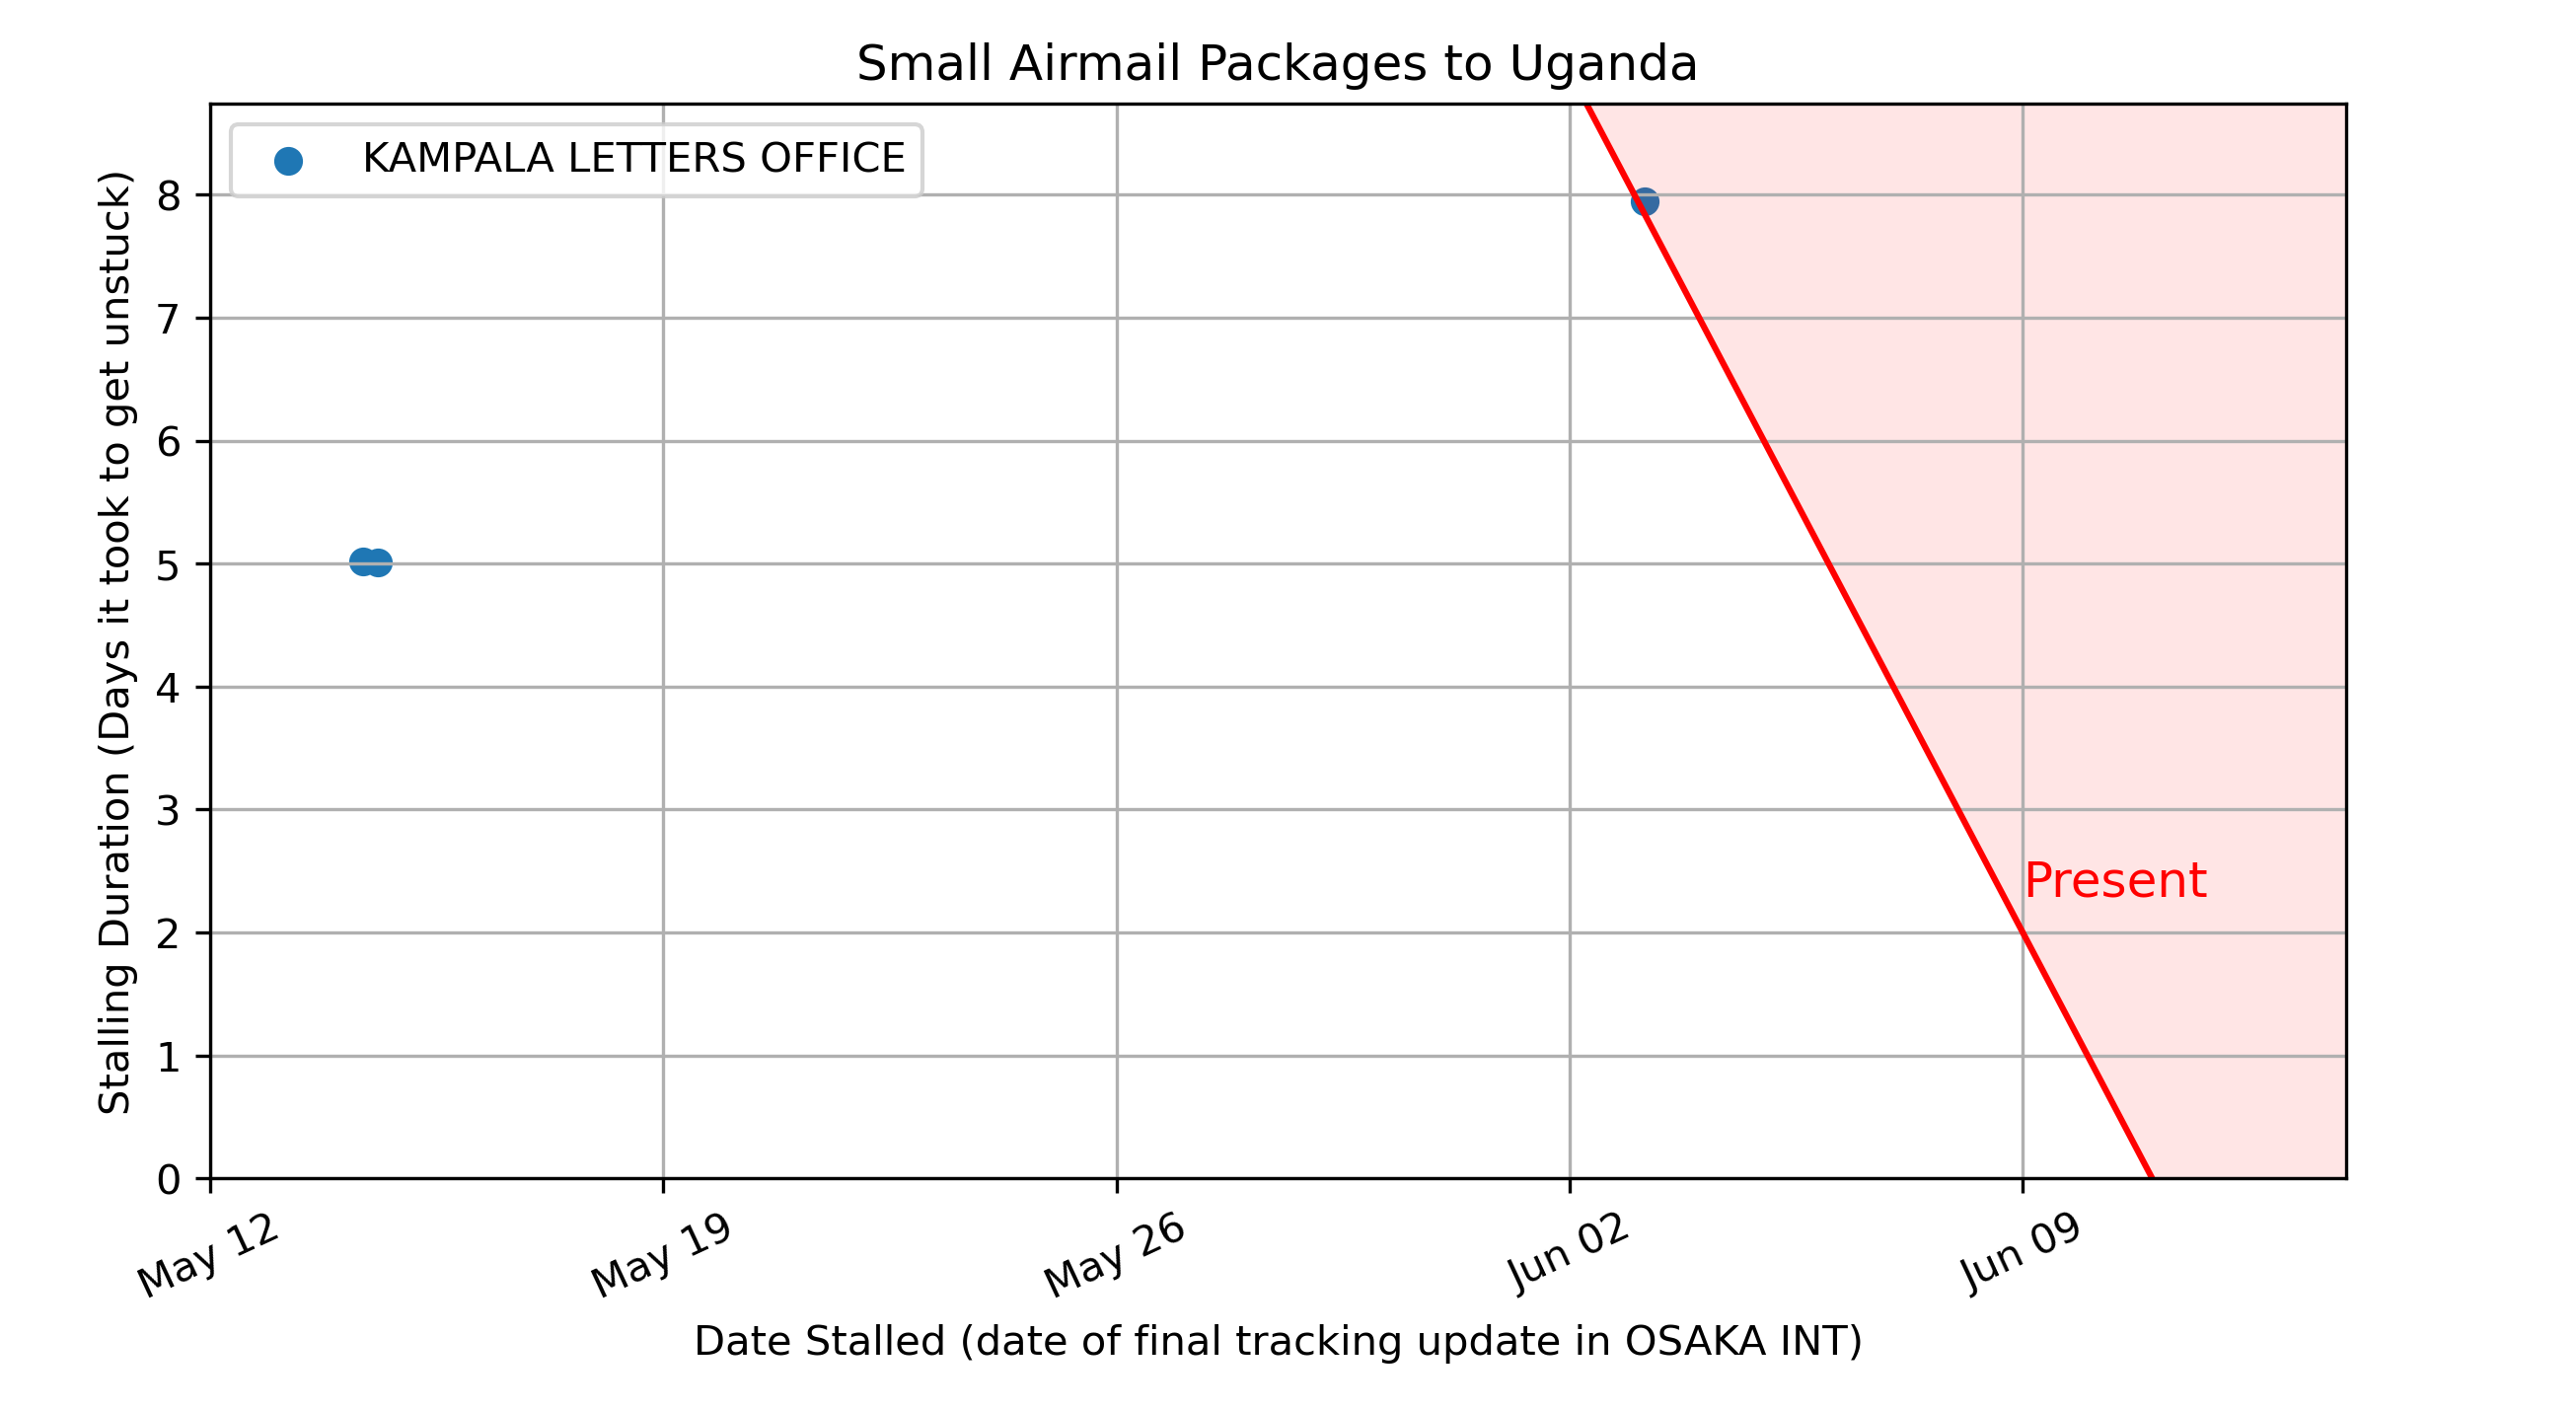 Small Airmail Packages to Uganda
KAMPALA LETTERS OFFICE
Stalling Duration (Days it took to get unstuck)
8
7
6
5
4
3
2
1
0
Present
May 12
May 19
May 26
Jun 02
Jun 09
Date Stalled (date of final tracking update in OSAKA INT)